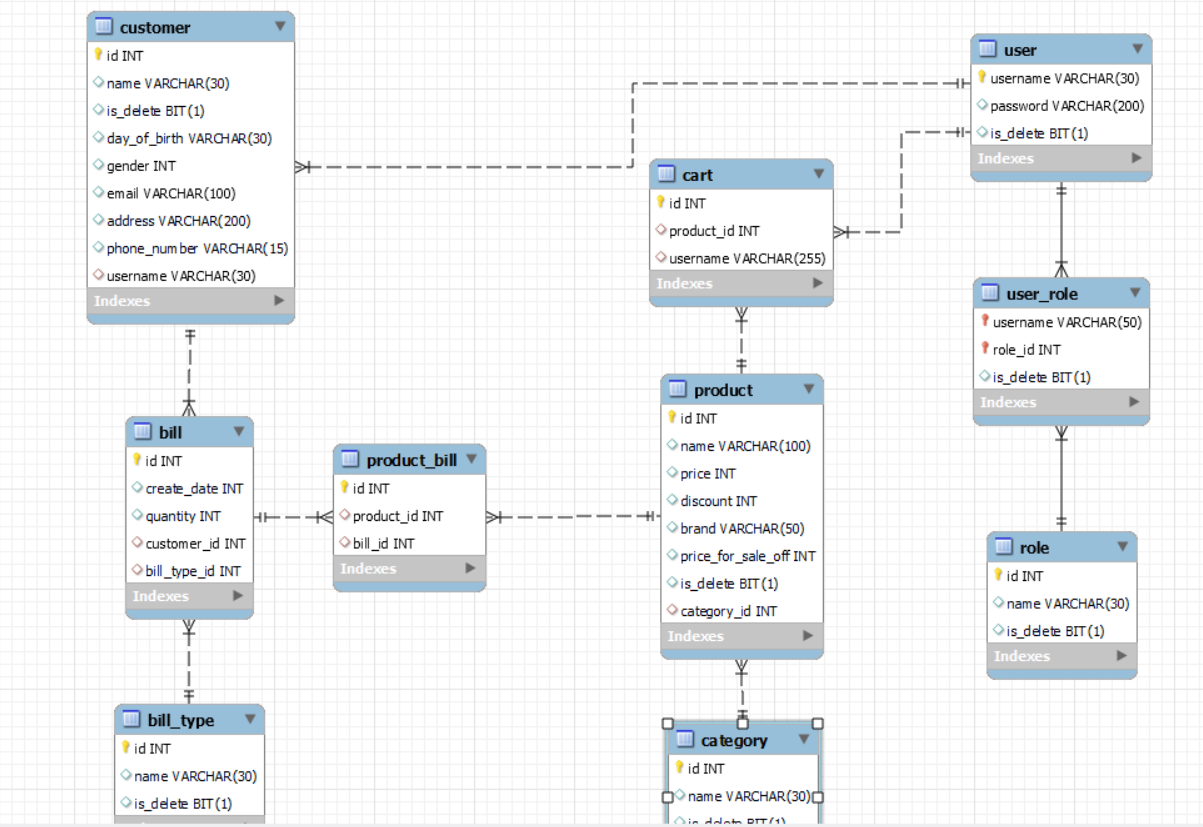 customer
id INT
name VARCHAR(30)
is_delete BIT(1)
day_of_birth VARCHAR(30)
gender INT
email VARCHAR(100)
address VARCHAR(200)
phone_number VARCHAR(15)
username VARCHAR(30)
Indexes
user
username VARCHAR(30)
password VARCHAR(200)
is_delete BIT(1)
Indexes
cart
id INT
product_id INT
username VARCHAR(255)
Indexes
user_role
username VARCHAR(50)
role_id INT
is_delete BIT(1)
Indexes
bill
id INT
create_date INT
quantity INT
customer_id INT
bill_type_id INT
Indexes
product_bill
id INT
product_id INT
bill_id INT
Indexes
product
id INT
name VARCHAR(100)
price INT
discount INT
brand VARCHAR(50)
price_for_sale_off INT
is_delete BIT(1)
category_id INT
Indexes
role
id INT
name VARCHAR(30)
is_delete BIT(1)
Indexes
bill_type
id INT
name VARCHAR(30)
is_delete BIT(1)
category
id INT
name VARCHAR(30)
is_delete BIT(1)